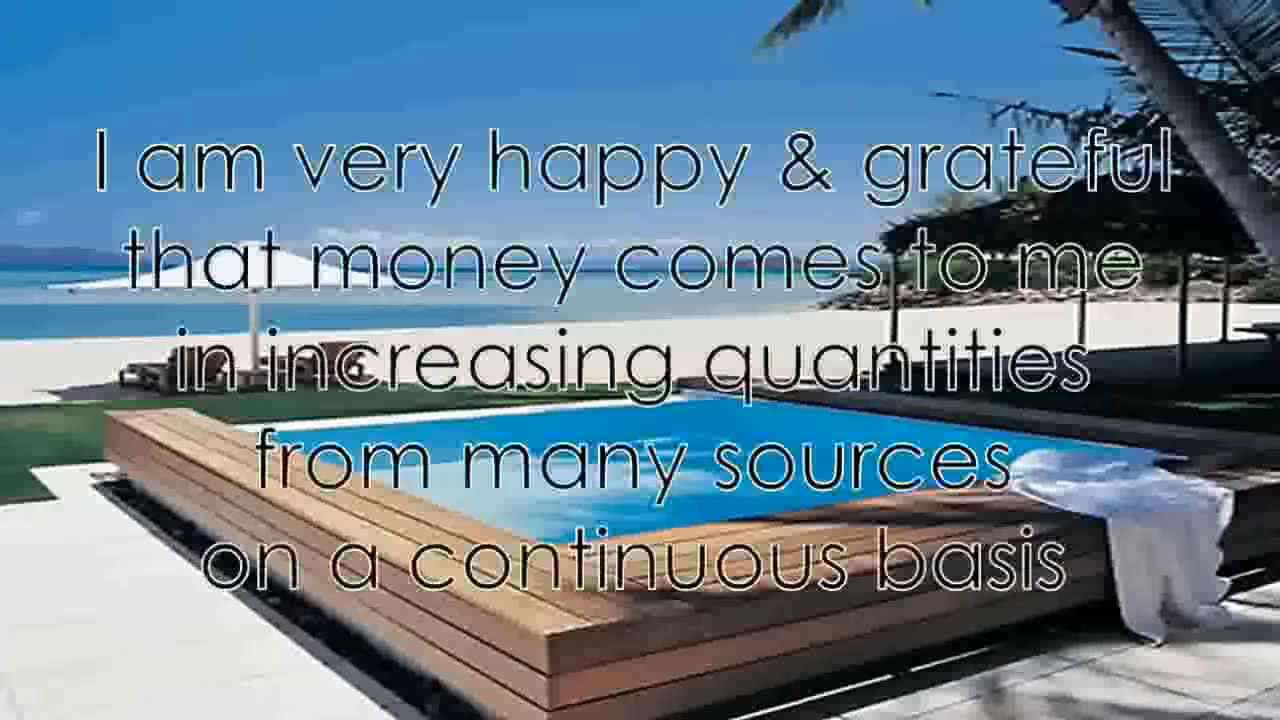 I am very happy & grateful
that money comes to me
in increasing quantities
from many sources
on a continuous basis